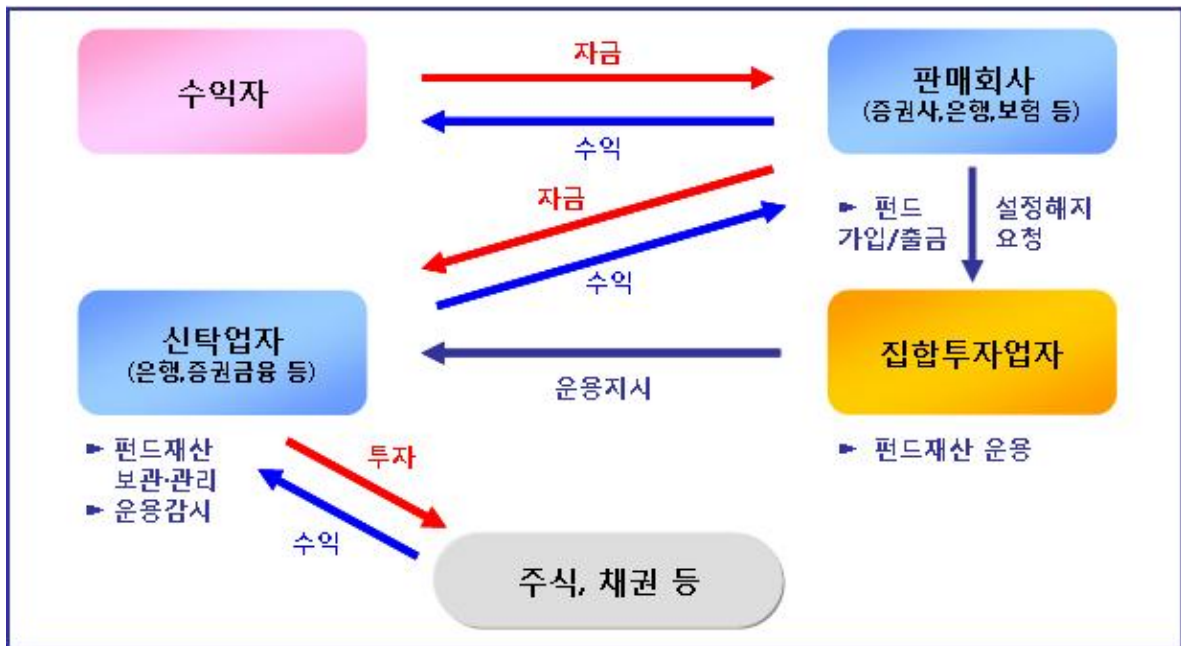 수익자
자금
수익
판매회사
(증권사,은행,보험 등)
자금
수익
► 펀드
가입/출금
설정해지
요청
신탁업자
(은행,증권금융 등)
운용지시
집합투자업자
► 펀드재산
보관·관리
► 운용감시
► 펀드재산 운용
투자
수익
주식, 채권 등